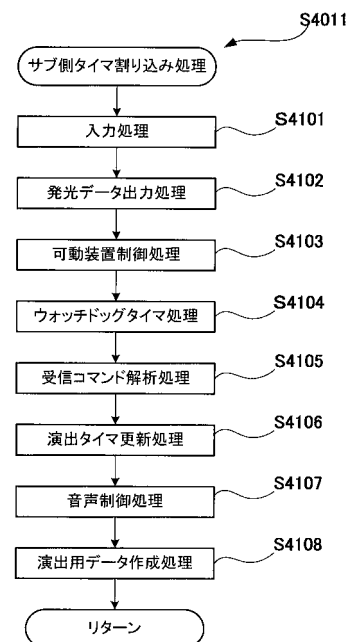 S4011
サブ側タイマ割り込み処理
入力処理
S4101
発光データ出力処理
S4102
可動装置制御処理
S4103
ウォッチドッグタイマ処理
S4104
受信コマンド解析処理
S4105
演出タイマ更新処理
S4106
音声制御処理
S4107
演出用データ作成処理
S4108
リターン